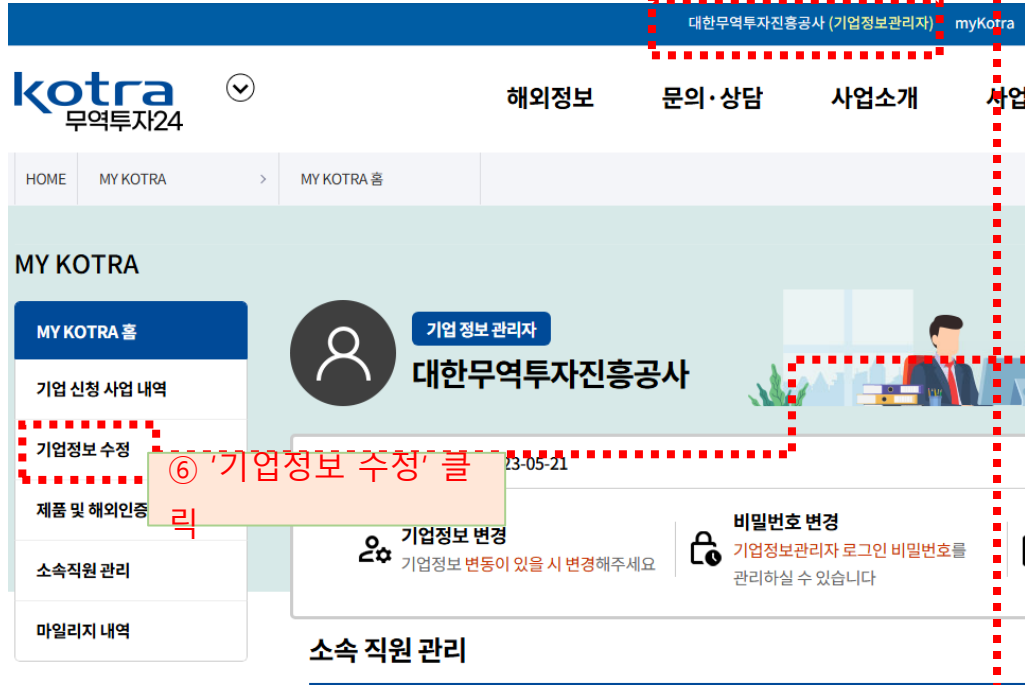 대한무역투자진흥공사 (기업정보관리자) myKotra
kotra
무역투자24
해외정보 문의·상담 사업소개 사업
HOME MY KOTRA > MY KOTRA 홈
MY KOTRA
MY KOTRA 홈
기업 신청 사업 내역
기업정보 수정
제품 및 해외인증
소속직원 관리
마일리지 내역
기업 정보 관리자
대한무역투자진흥공사
⑥ '기업정보 수정' 클
릭
23-05-21
기업정보 변경
기업정보 변동이 있을 시 변경해주세요
비밀번호 변경
기업정보관리자 로그인 비밀번호를
관리하실 수 있습니다
소속 직원 관리